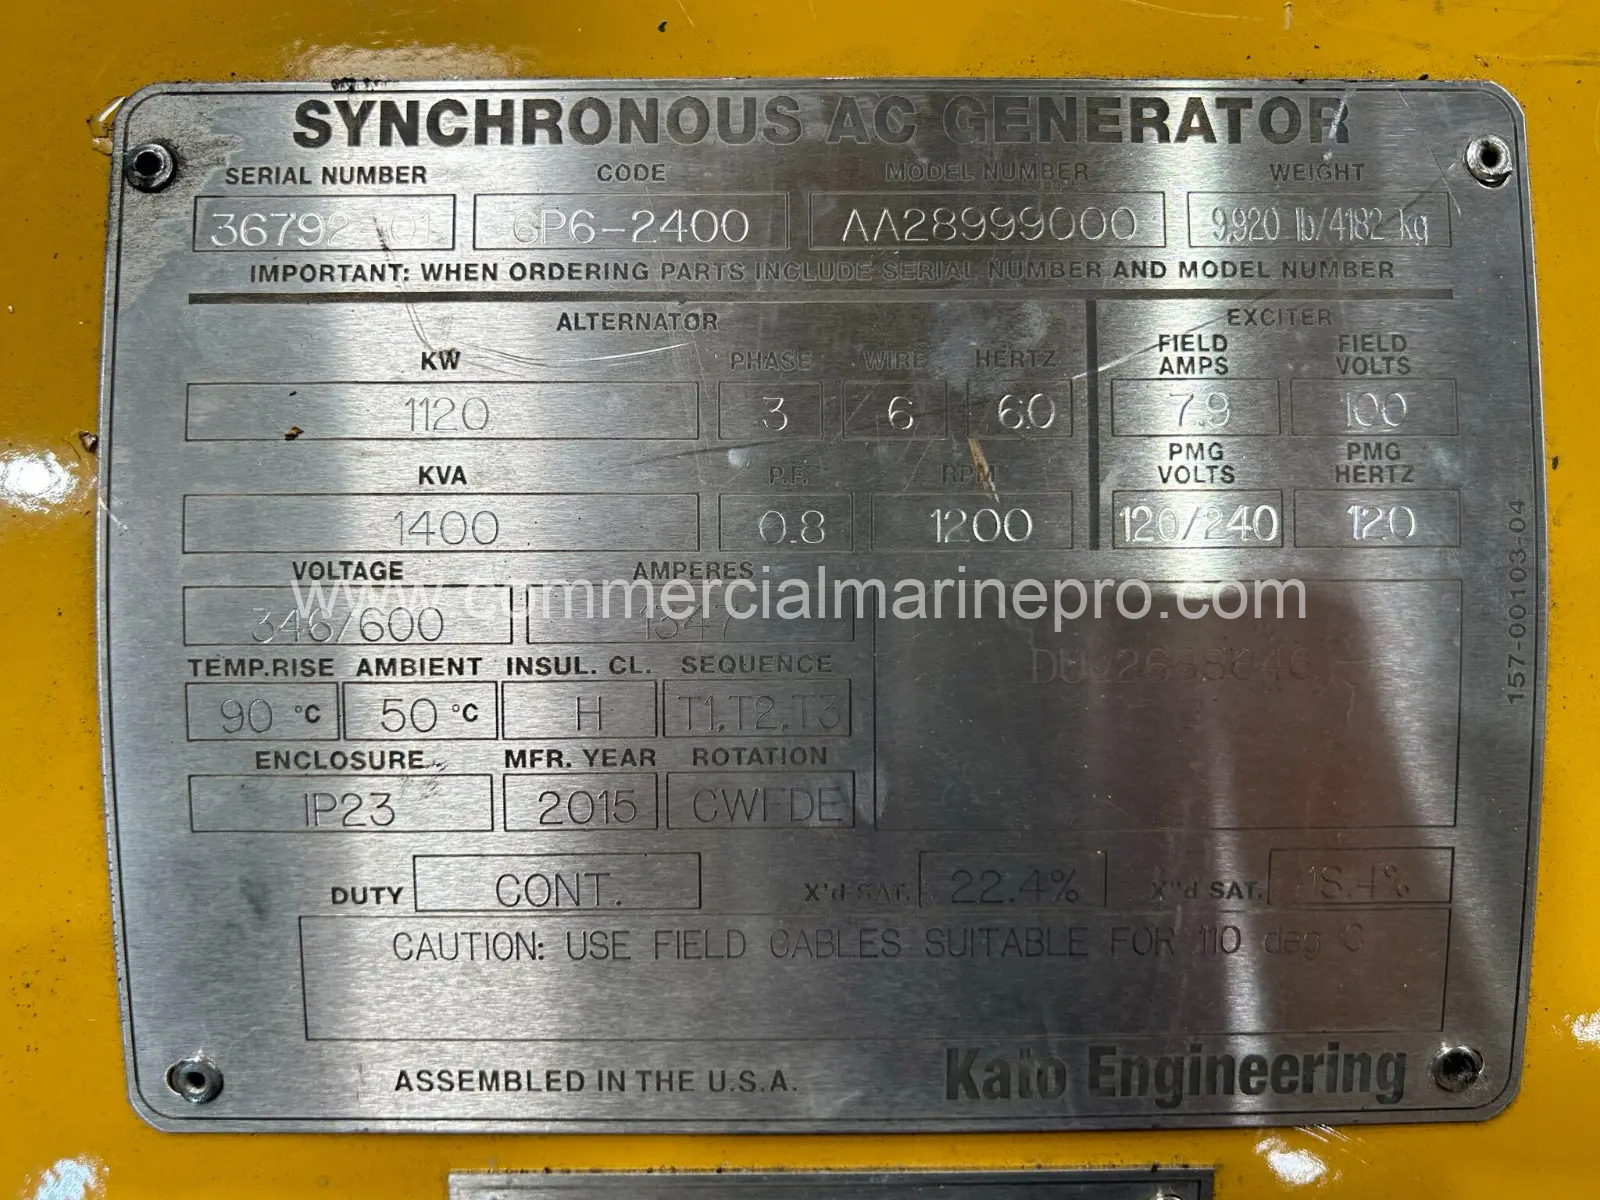 SYNCHRONOUS AC GENERATOR
SERIAL NUMBER CODE MODEL NUMBER WEIGHT
6P6-2400 AA28999000 9,920 lb/4182 kg
IMPORTANT: WHEN ORDERING PARTS INCLUDE SERIAL NUMBER AND MODEL NUMBER
ALTERNATOR EXCITER
KW PHASE WIRE HERTZ FIELD AMPS FIELD VOLTS
1120 3 6 60 7.9 100
KVA P.F. RPM PMG VOLTS PMG HERTZ
1400 0.8 1200 120/240 120
VOLTAGE AMPERES
www.commercialmarinepro.com
346/600 1347
TEMP.RISE AMBIENT INSUL. CL. SEQUENCE
90 °C 50 °C H T1,T2,T3
ENCLOSURE MFR. YEAR ROTATION
IP23 2015 CWFDE
DUTY CONT. X'd SAT. 22.4% X"d SAT. 18.4%
CAUTION: USE FIELD CABLES SUITABLE FOR 110 deg C
ASSEMBLED IN THE U.S.A. Kato Engineering
157-00103-04